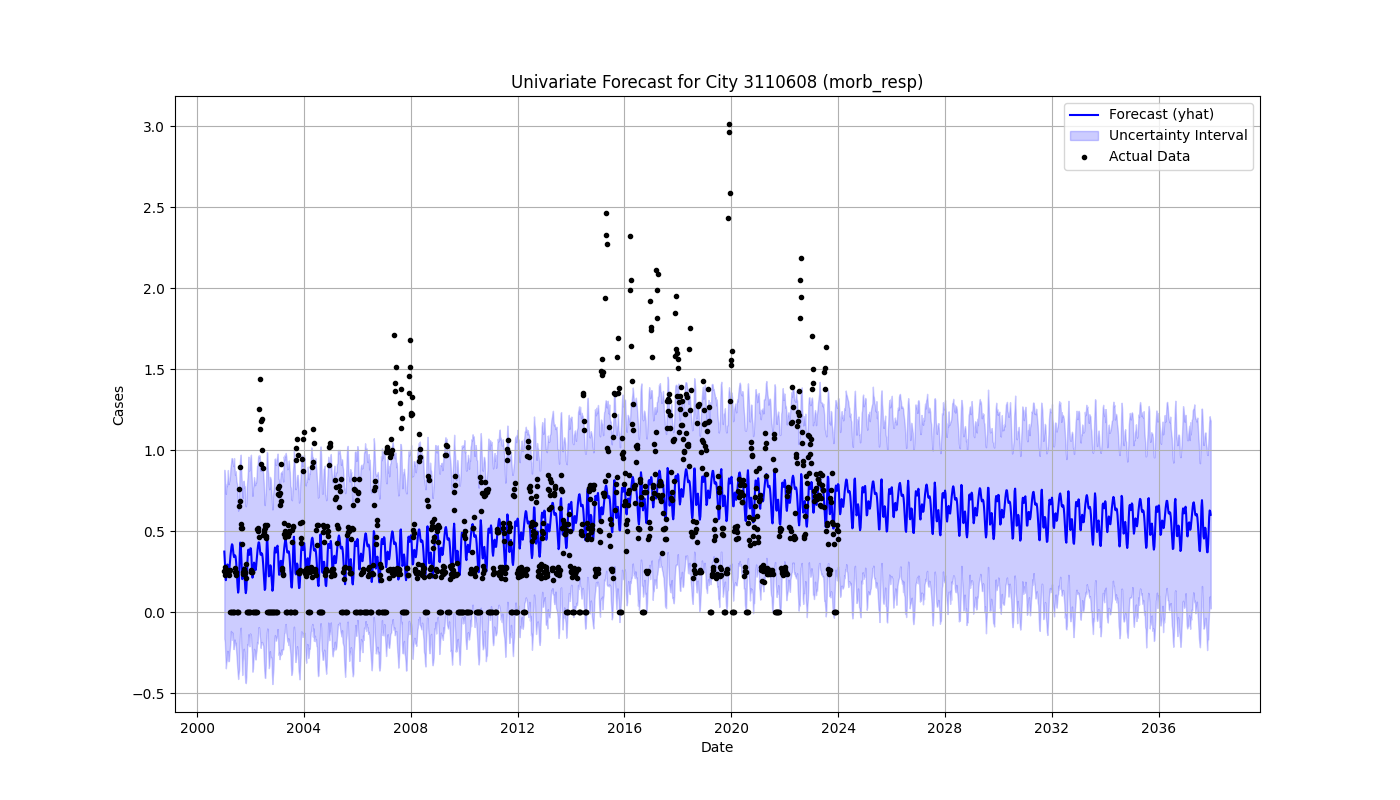 Univariate Forecast for City 3110608 (morb_resp)
Forecast (yhat)
Uncertainty Interval
Actual Data
Cases
3.0
2.5
2.0
1.5
1.0
0.5
0.0
−0.5
2000 2004 2008 2012 2016 2020 2024 2028 2032 2036
Date